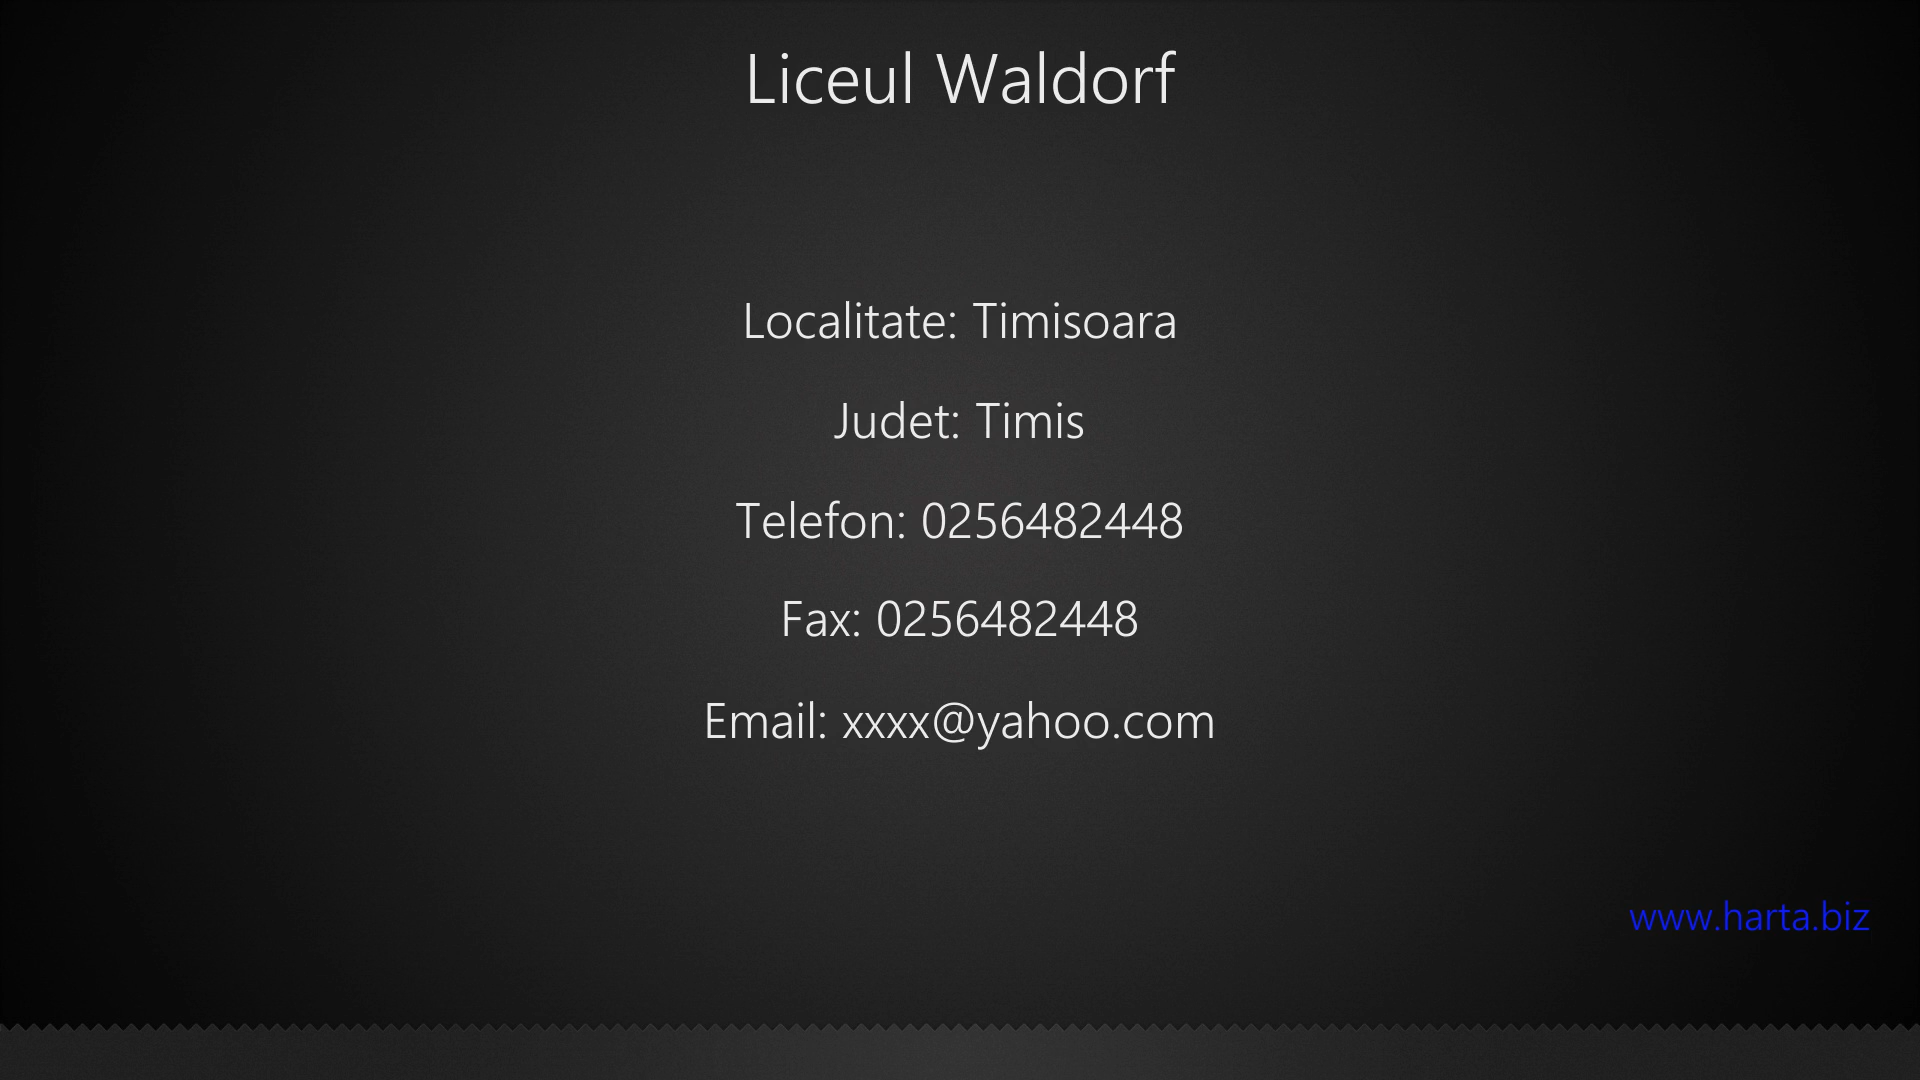 Liceul Waldorf
Localitate: Timisoara
Judet: Timis
Telefon: 0256482448
Fax: 0256482448
Email: xxxx@yahoo.com
www.harta.biz